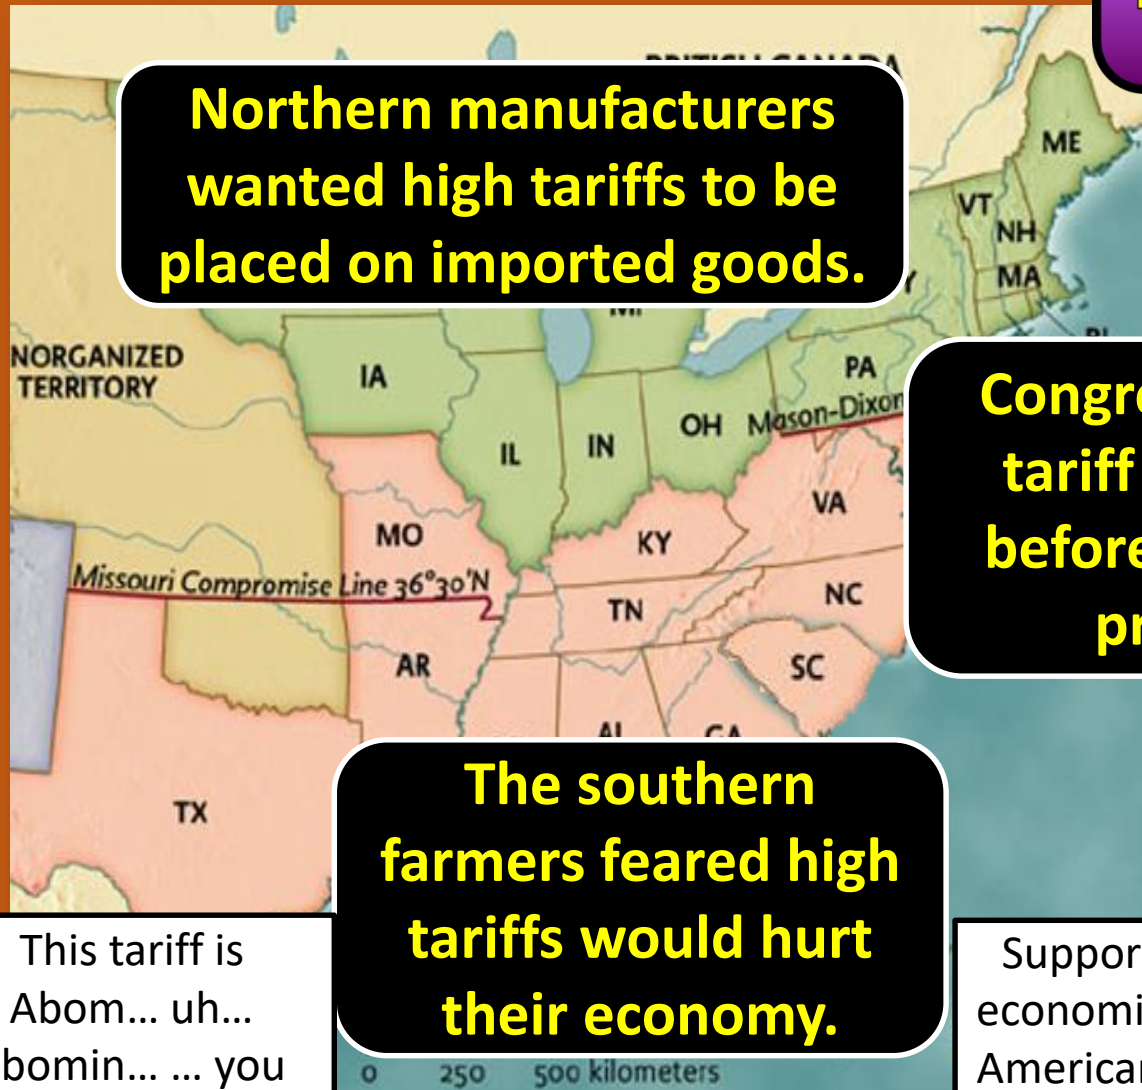 Northern manufacturers
wanted high tariffs to be
placed on imported goods.
ME
VT
NH
MA
NORGANIZED
TERRITORY
IA
PA
Mason-Dixon
OH
IL
IN
Congre
tariff
before
pr
VA
MO
KY
Missouri Compromise Line 36°30'N
NC
TN
AR
SC
TX
The southern
farmers feared high
tariffs would hurt
their economy.
This tariff is
Abom... uh...
bomin... ... you
Suppor
economi
American
0 250 500 kilometers